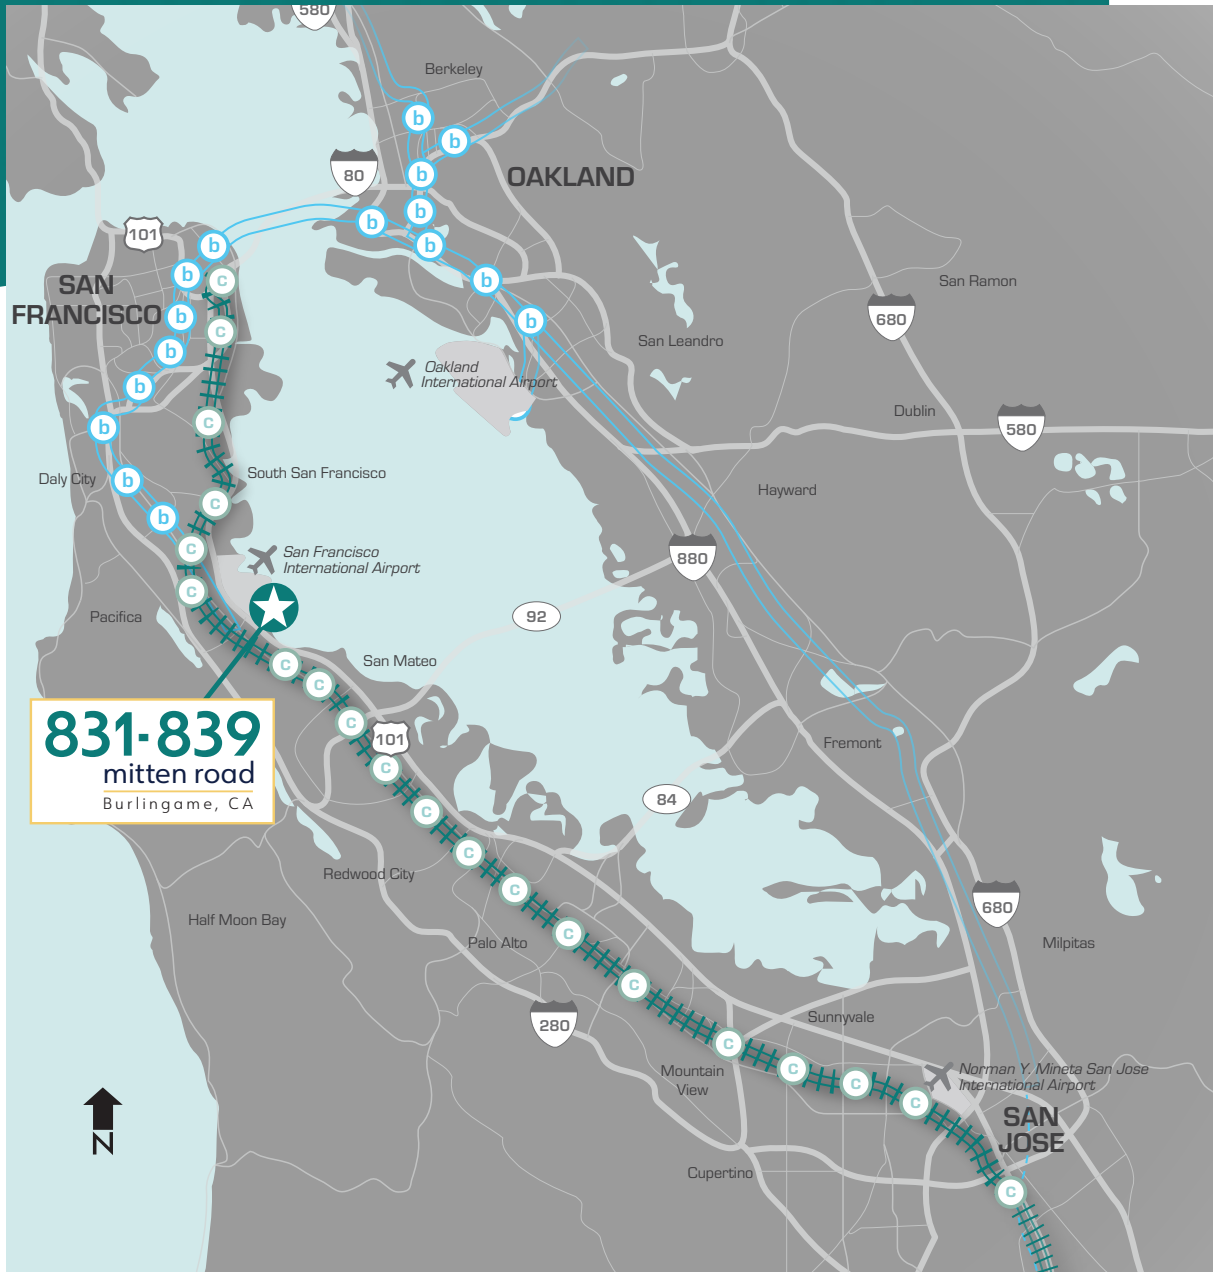 580
Berkeley
b
b
80
b
OAKLAND
b
b
101
b
b
b
b
c
b
SAN
FRANCISCO
San Ramon
680
b
b
c
San Leandro
b
Oakland
International Airport
b
Dublin
580
b
c
Daly City
b
South San Francisco
Hayward
c
b
c
San Francisco
International Airport
880
c
Pacifica
92
c
San Mateo
c
831-839
mitten road
Burlingame, CA
c
101
Fremont
c
84
c
c
Redwood City
c
680
Half Moon Bay
Palo Alto
c
Milpitas
c
280
Sunnyvale
c
Mountain
View
c
c
Norman Y. Mineta San Jose
International Airport
c
SAN
JOSE
N
Cupertino
c